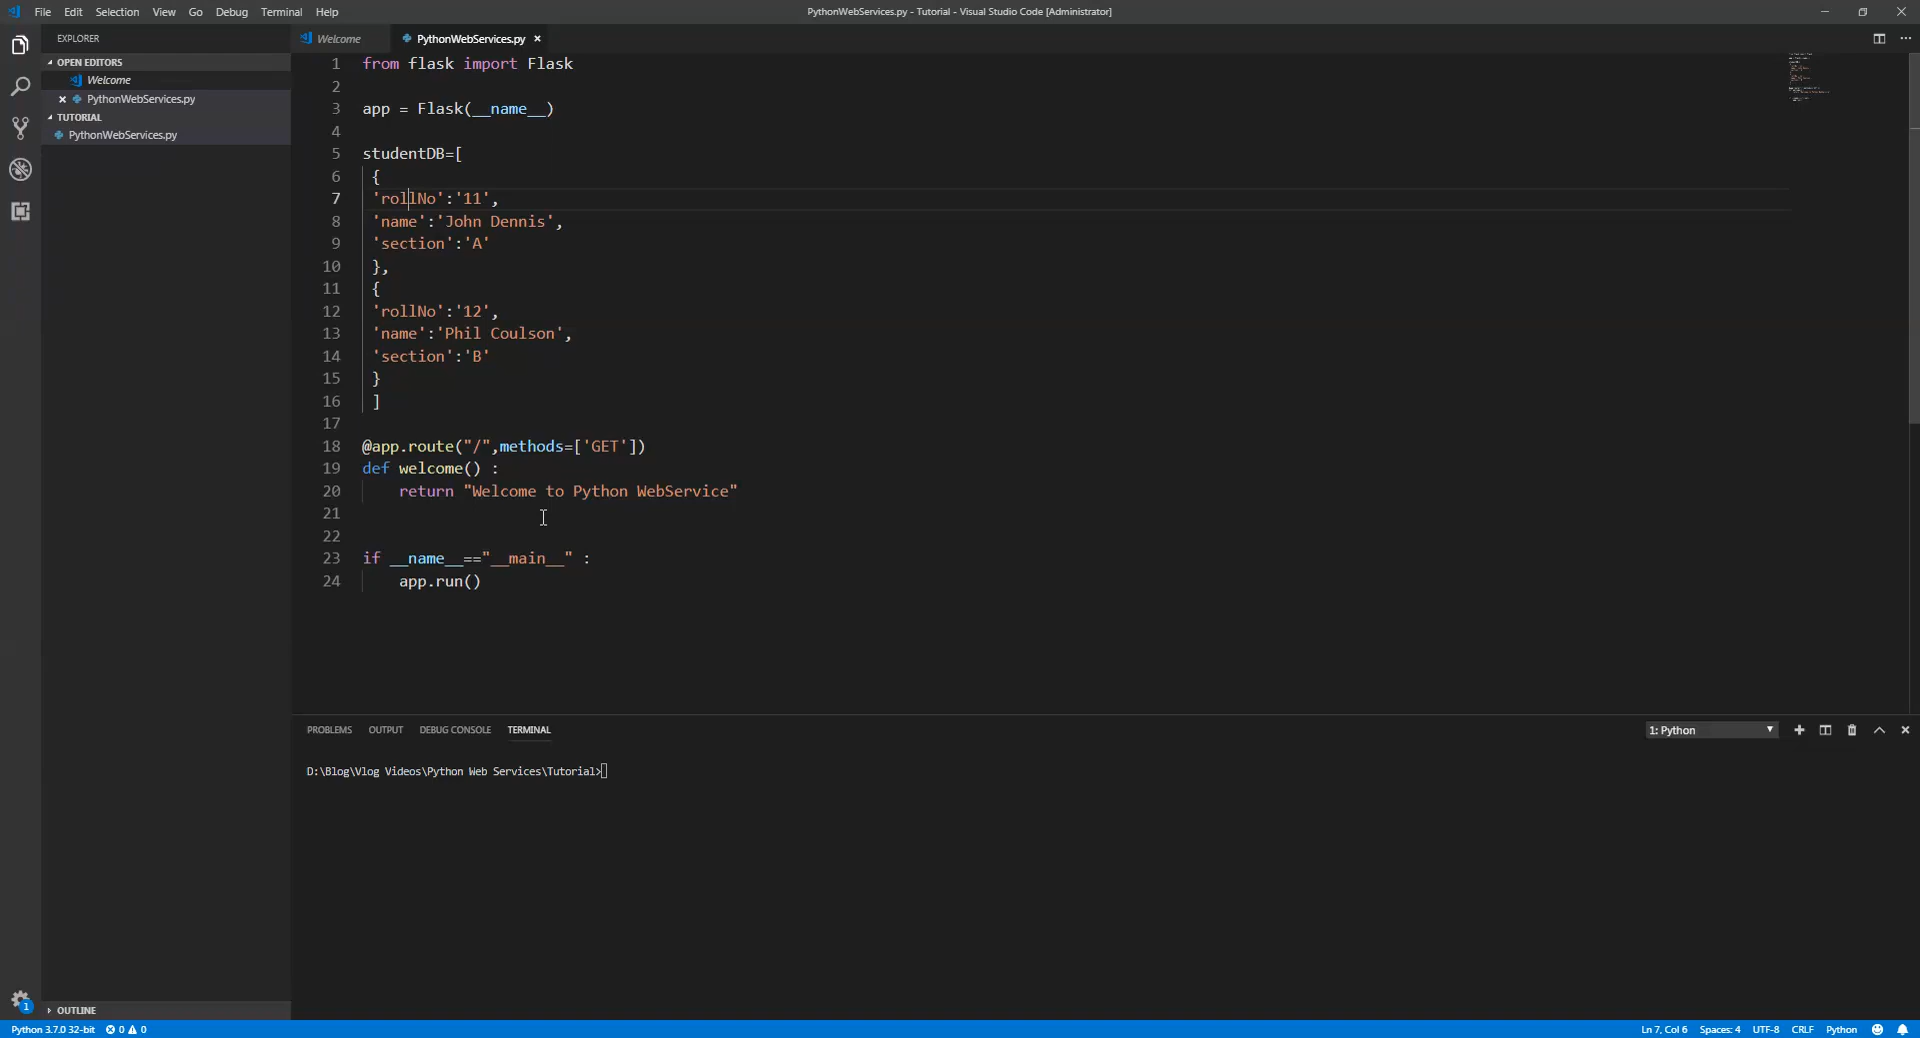 File Edit Selection View Go Debug Terminal Help
PythonWebServices.py - Tutorial - Visual Studio Code [Administrator]
EXPLORER
OPEN EDITORS
Welcome
PythonWebServices.py
TUTORIAL
PythonWebServices.py
OUTLINE
Welcome PythonWebServices.py
1 from flask import Flask
2
3 app = Flask(__name__)
4
5 studentDB=[
6 {
7 'rollNo':'11',
8 'name':'John Dennis',
9 'section':'A'
10 },
11 {
12 'rollNo':'12',
13 'name':'Phil Coulson',
14 'section':'B'
15 }
16 ]
17
18 @app.route("/",methods=['GET'])
19 def welcome() :
20 return "Welcome to Python WebService"
21
22
23 if __name__=="__main__" :
24 app.run()
PROBLEMS OUTPUT DEBUG CONSOLE TERMINAL 1: Python
D:\Blog\Vlog Videos\Python Web Services\Tutorial>
1
Python 3.7.0 32-bit 0 0 Ln 7, Col 6 Spaces: 4 UTF-8 CRLF Python